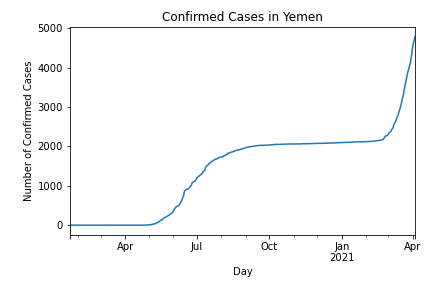 Confirmed Cases in Yemen
Number of Confirmed Cases
5000
4000
3000
2000
1000
0
Apr
Jul
Oct
Jan
2021
Apr
Day